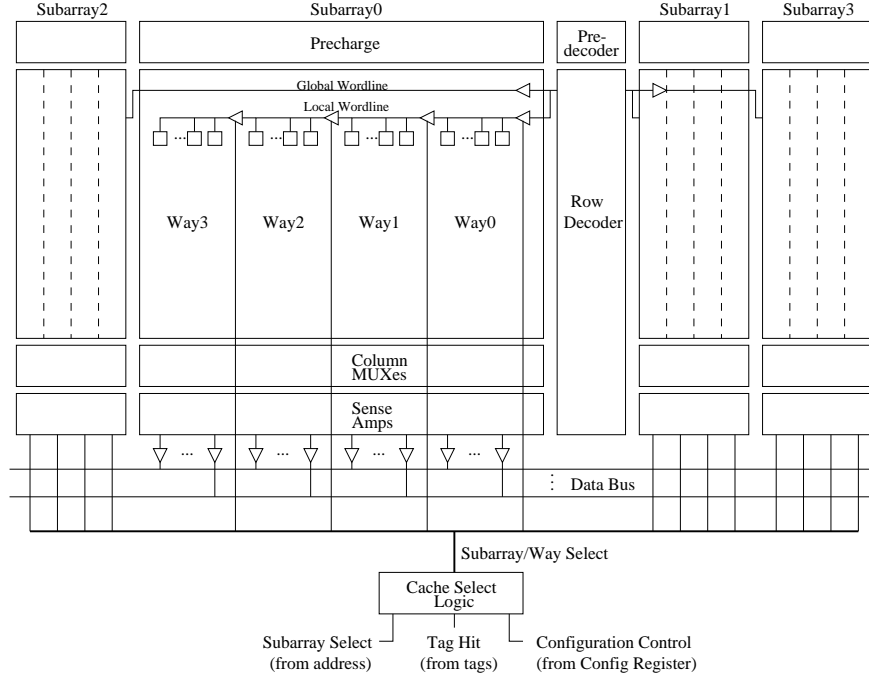 Subarray2
Subarray0
Subarray1
Subarray3
Precharge
Pre-
decoder
Global Wordline
Local Wordline
...
...
...
...
Way3
Way2
Way1
Way0
Row
Decoder
Column
MUXes
Sense
Amps
...
...
...
...
...
Data Bus
Subarray/Way Select
Cache Select
Logic
Subarray Select
(from address)
Tag Hit
(from tags)
Configuration Control
(from Config Register)